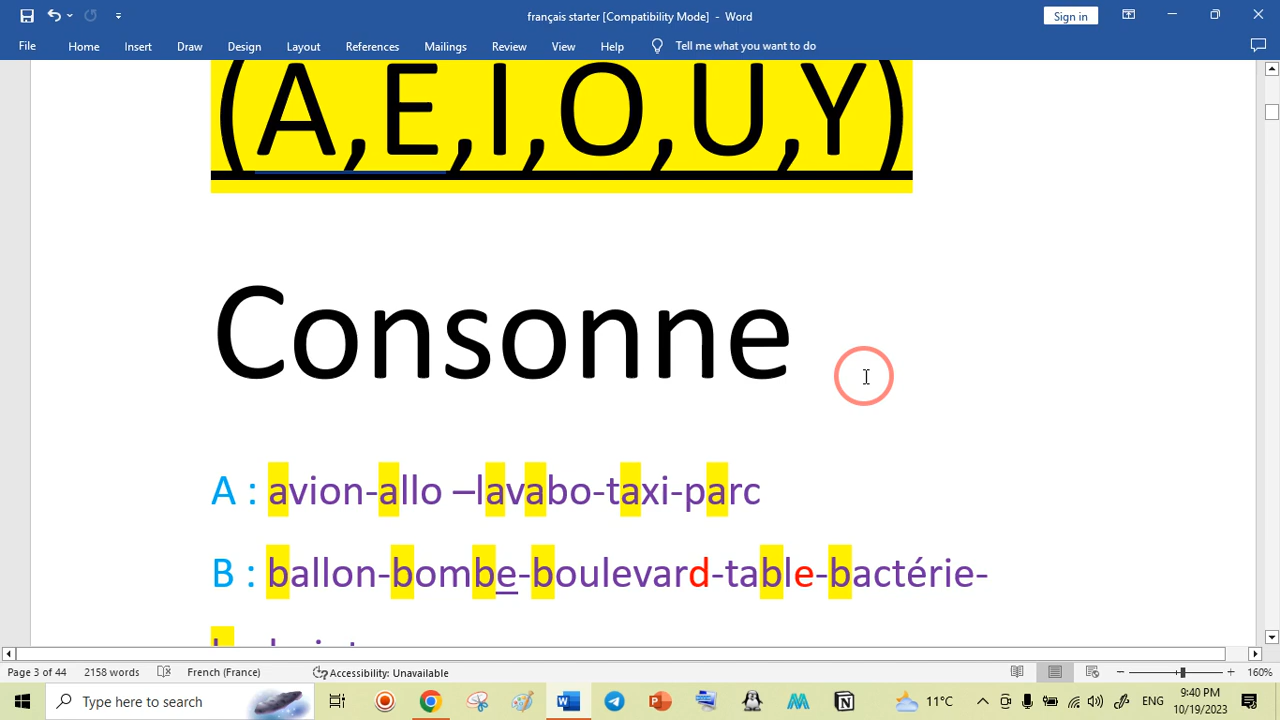 français starter [Compatibility Mode] - Word
Sign in
File Home Insert Draw Design Layout References Mailings Review View Help Tell me what you want to do
(A,E,I,O,U,Y)
Consonne
A : avion-allo –lavabo-taxi-parc
B : ballon-bombe-boulevard-table-bactérie-
Page 3 of 44 2158 words French (France) Accessibility: Unavailable 160%
Type here to search
11°C ENG 9:40 PM
10/19/2023